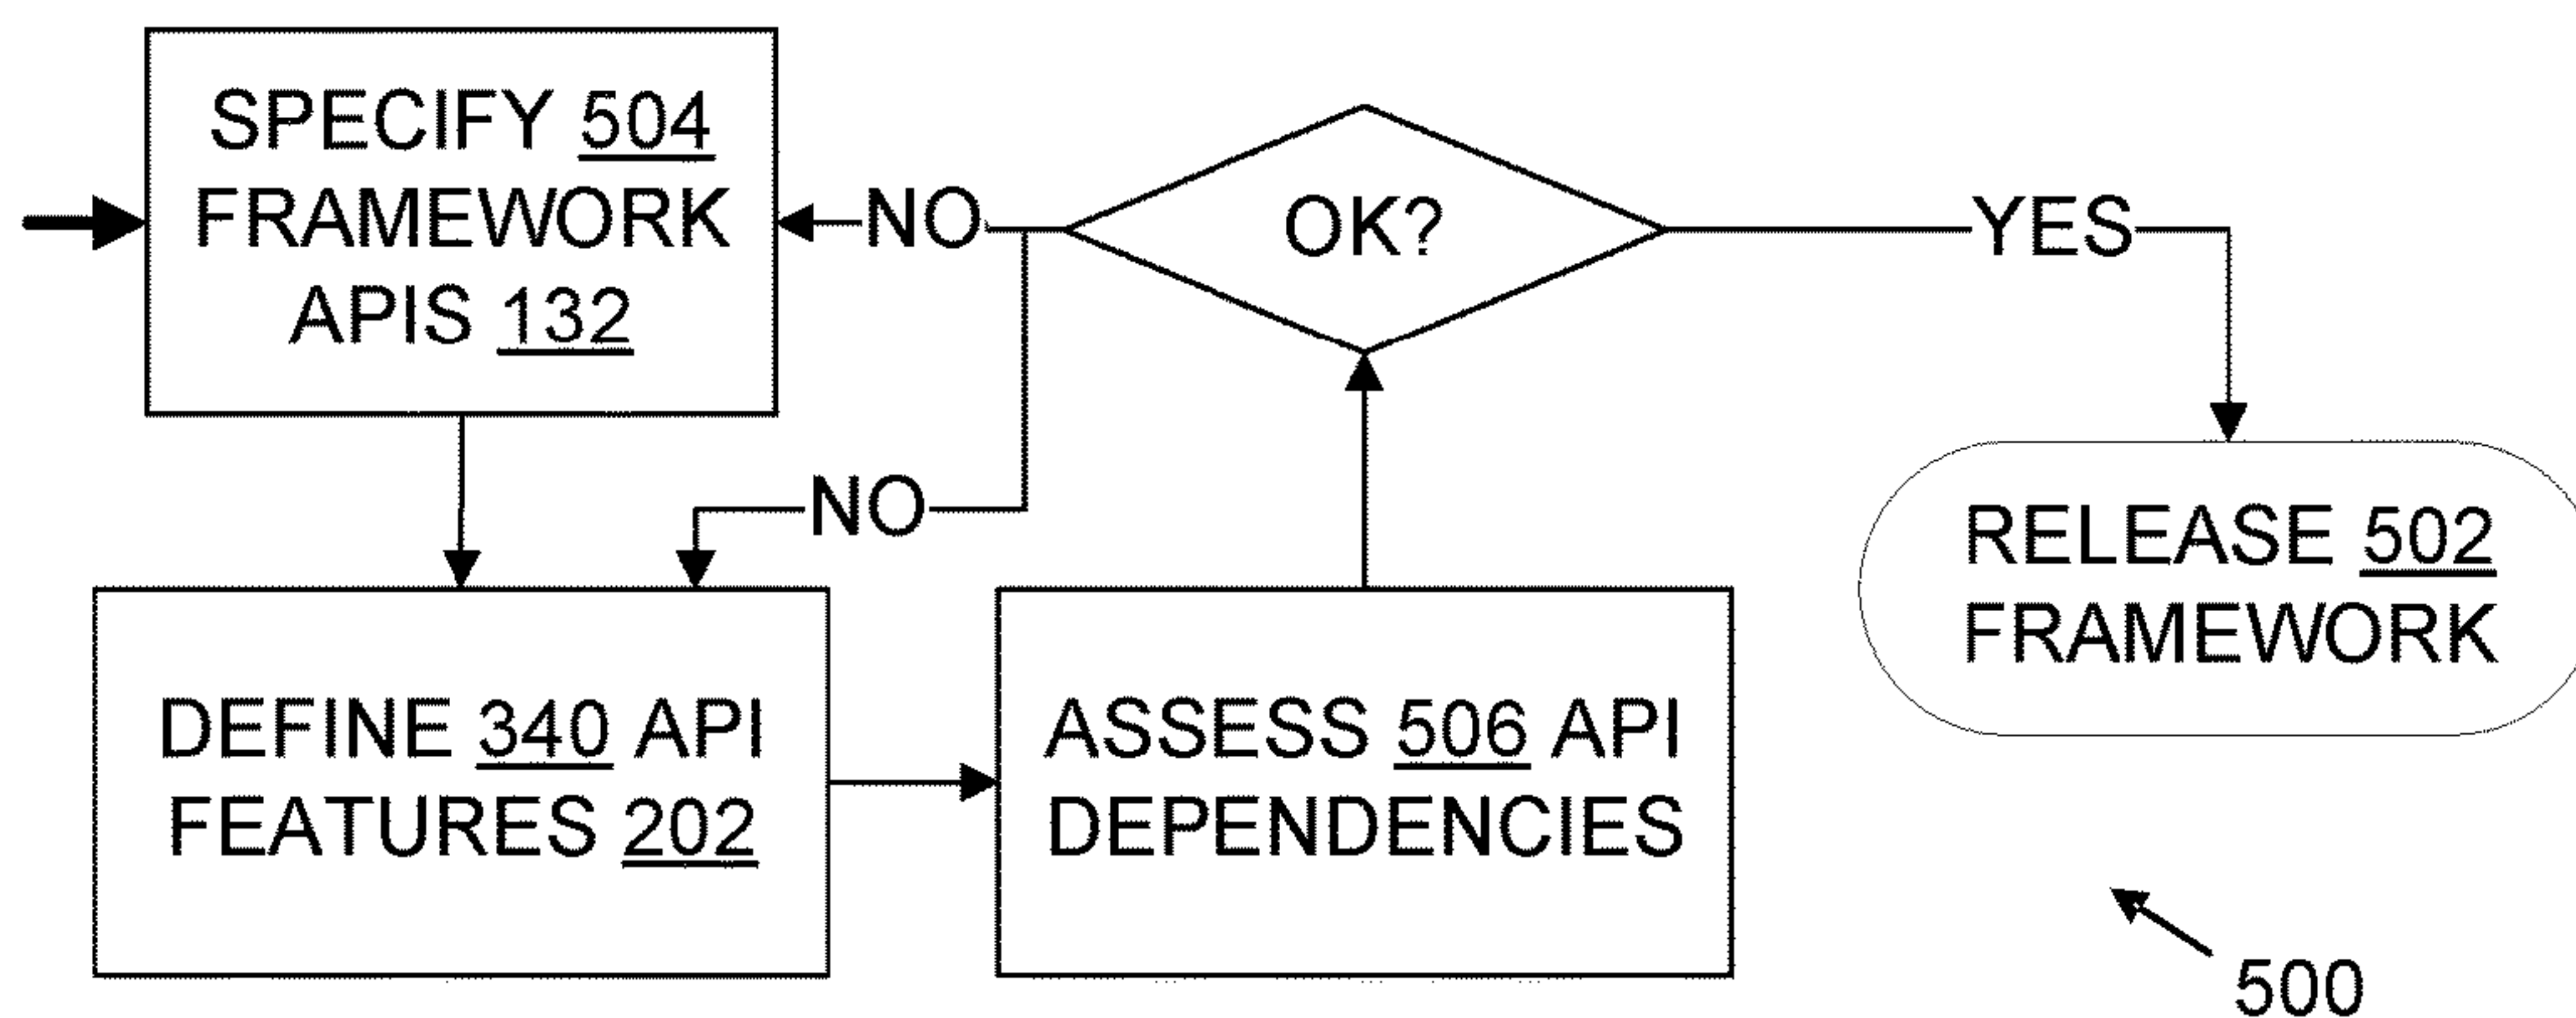 SPECIFY 504
FRAMEWORK
APIS 132
NO
OK?
YES
NO
RELEASE 502
FRAMEWORK
DEFINE 340 API
FEATURES 202
ASSESS 506 API
DEPENDENCIES
500